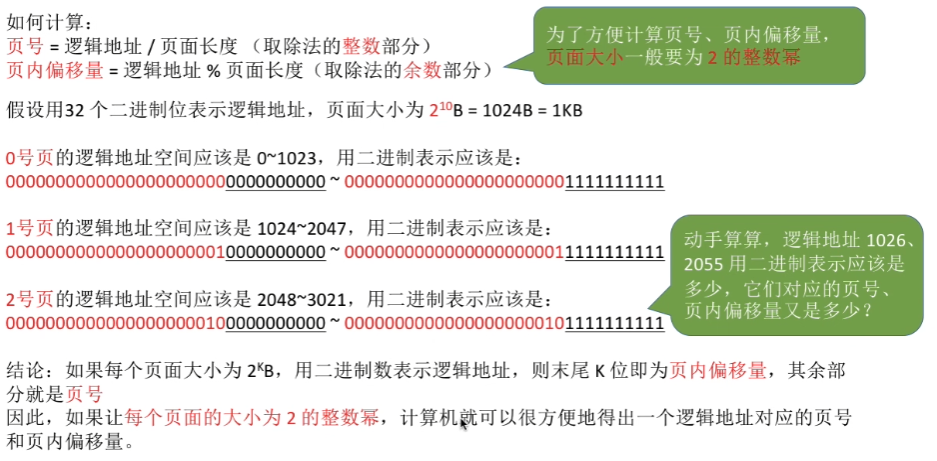 如何计算：
页号 = 逻辑地址 / 页面长度 （取除法的整数部分）
页内偏移量 = 逻辑地址 % 页面长度（取除法的余数部分）
为了方便计算页号、页内偏移量，
页面大小一般要为 2 的整数幂
假设用32 个二进制位表示逻辑地址，页面大小为 2¹⁰B = 1024B = 1KB
0号页的逻辑地址空间应该是 0~1023，用二进制表示应该是：
00000000000000000000000000000000 ~ 00000000000000000000001111111111
1号页的逻辑地址空间应该是 1024~2047，用二进制表示应该是：
00000000000000000000010000000000 ~ 00000000000000000000011111111111
2号页的逻辑地址空间应该是 2048~3021，用二进制表示应该是：
00000000000000000000100000000000 ~ 00000000000000000000101111111111
动手算算，逻辑地址 1026、
2055 用二进制表示应该是
多少，它们对应的页号、
页内偏移量又是多少？
结论：如果每个页面大小为 2ᴷB，用二进制数表示逻辑地址，则末尾 K 位即为页内偏移量，其余部
分就是页号
因此，如果让每个页面的大小为 2 的整数幂，计算机就可以很方便地得出一个逻辑地址对应的页号
和页内偏移量。